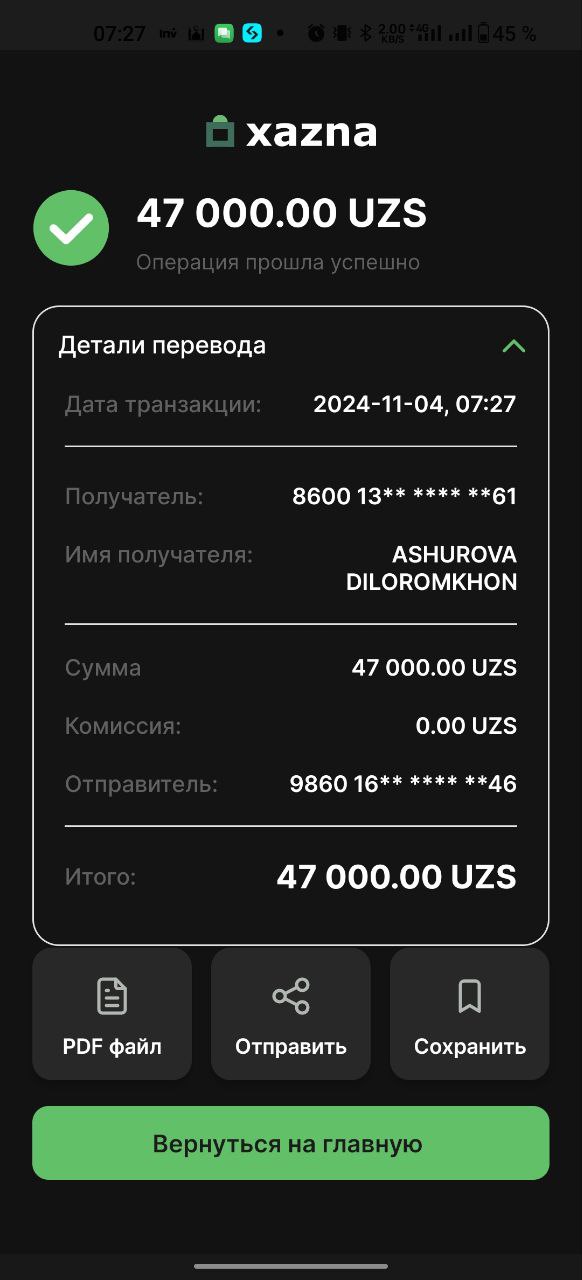 07:27 2.00 KB/S 4G 45 %
xazna
47 000.00 UZS
Операция прошла успешно
Детали перевода
Дата транзакции: 2024-11-04, 07:27
Получатель: 8600 13** **** **61
Имя получателя: ASHUROVA
DILOROMKHON
Сумма 47 000.00 UZS
Комиссия: 0.00 UZS
Отправитель: 9860 16** **** **46
Итого: 47 000.00 UZS
PDF файл Отправить Сохранить
Вернуться на главную